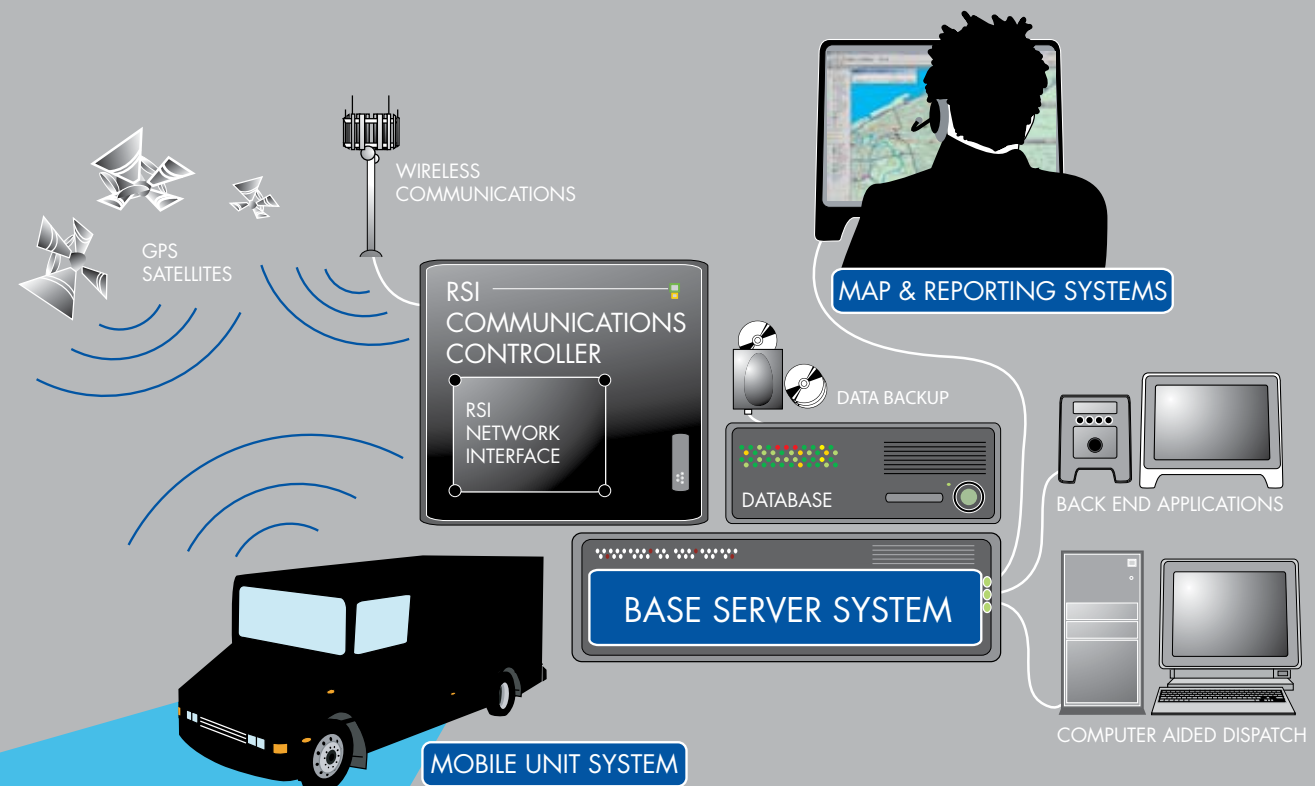 WIRELESS
COMMUNICATIONS
GPS
SATELLITES
RSI
COMMUNICATIONS
CONTROLLER
RSI
NETWORK
INTERFACE
MAP & REPORTING SYSTEMS
DATA BACKUP
DATABASE
BACK END APPLICATIONS
BASE SERVER SYSTEM
COMPUTER AIDED DISPATCH
MOBILE UNIT SYSTEM